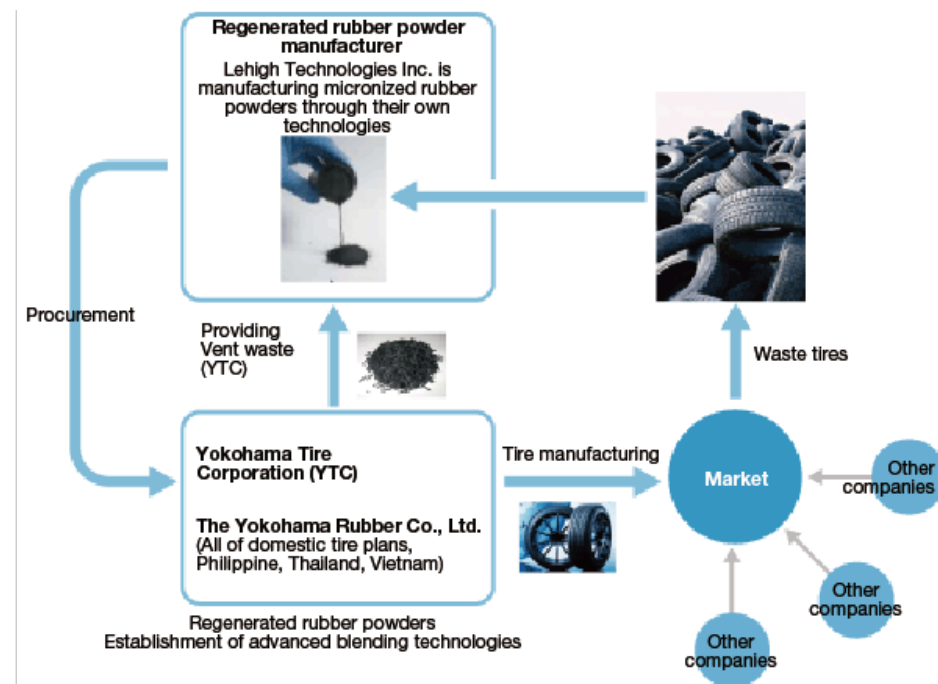 Regenerated rubber powder
manufacturer
Lehigh Technologies Inc. is
manufacturing micronized rubber
powders through their own
technologies
Procurement
Providing
Vent waste
(YTC)
Waste tires
Yokohama Tire
Corporation (YTC)
The Yokohama Rubber Co., Ltd.
(All of domestic tire plans,
Philippine, Thailand, Vietnam)
Tire manufacturing
Market
Other
companies
Other
companies
Other
companies
Regenerated rubber powders
Establishment of advanced blending technologies